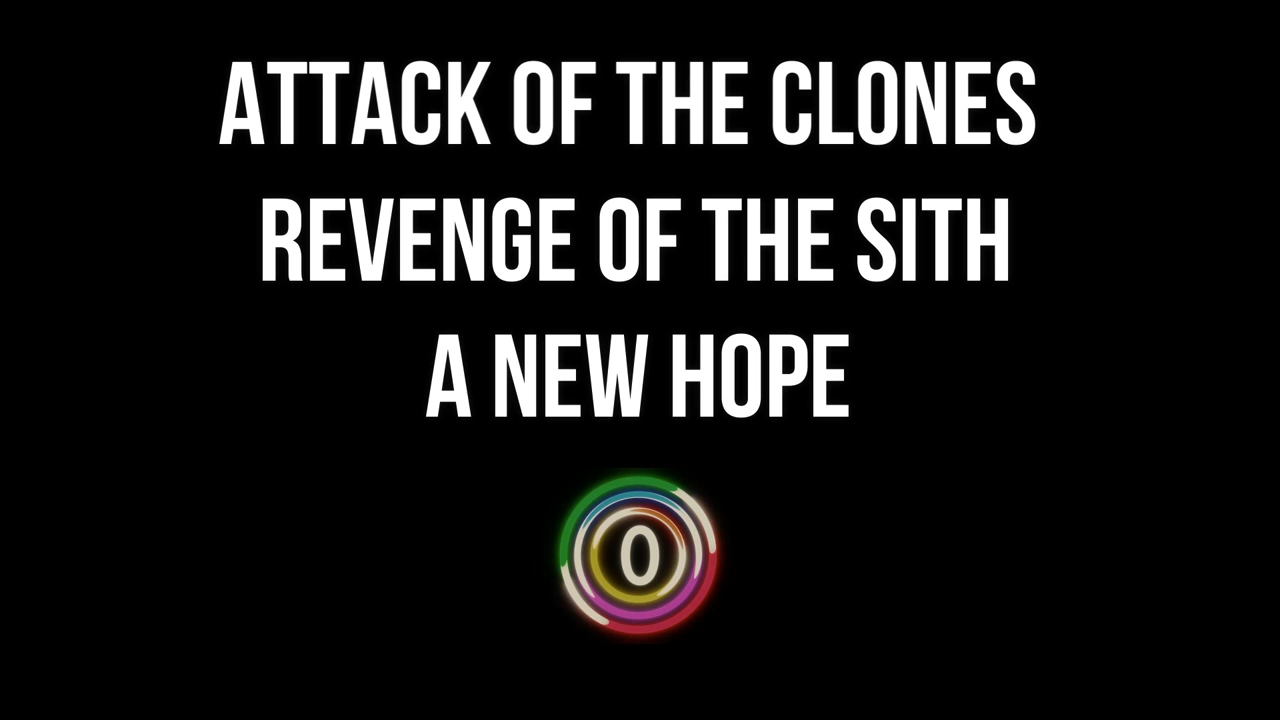 ATTACK OF THE CLONES
REVENGE OF THE SITH
A NEW HOPE
0